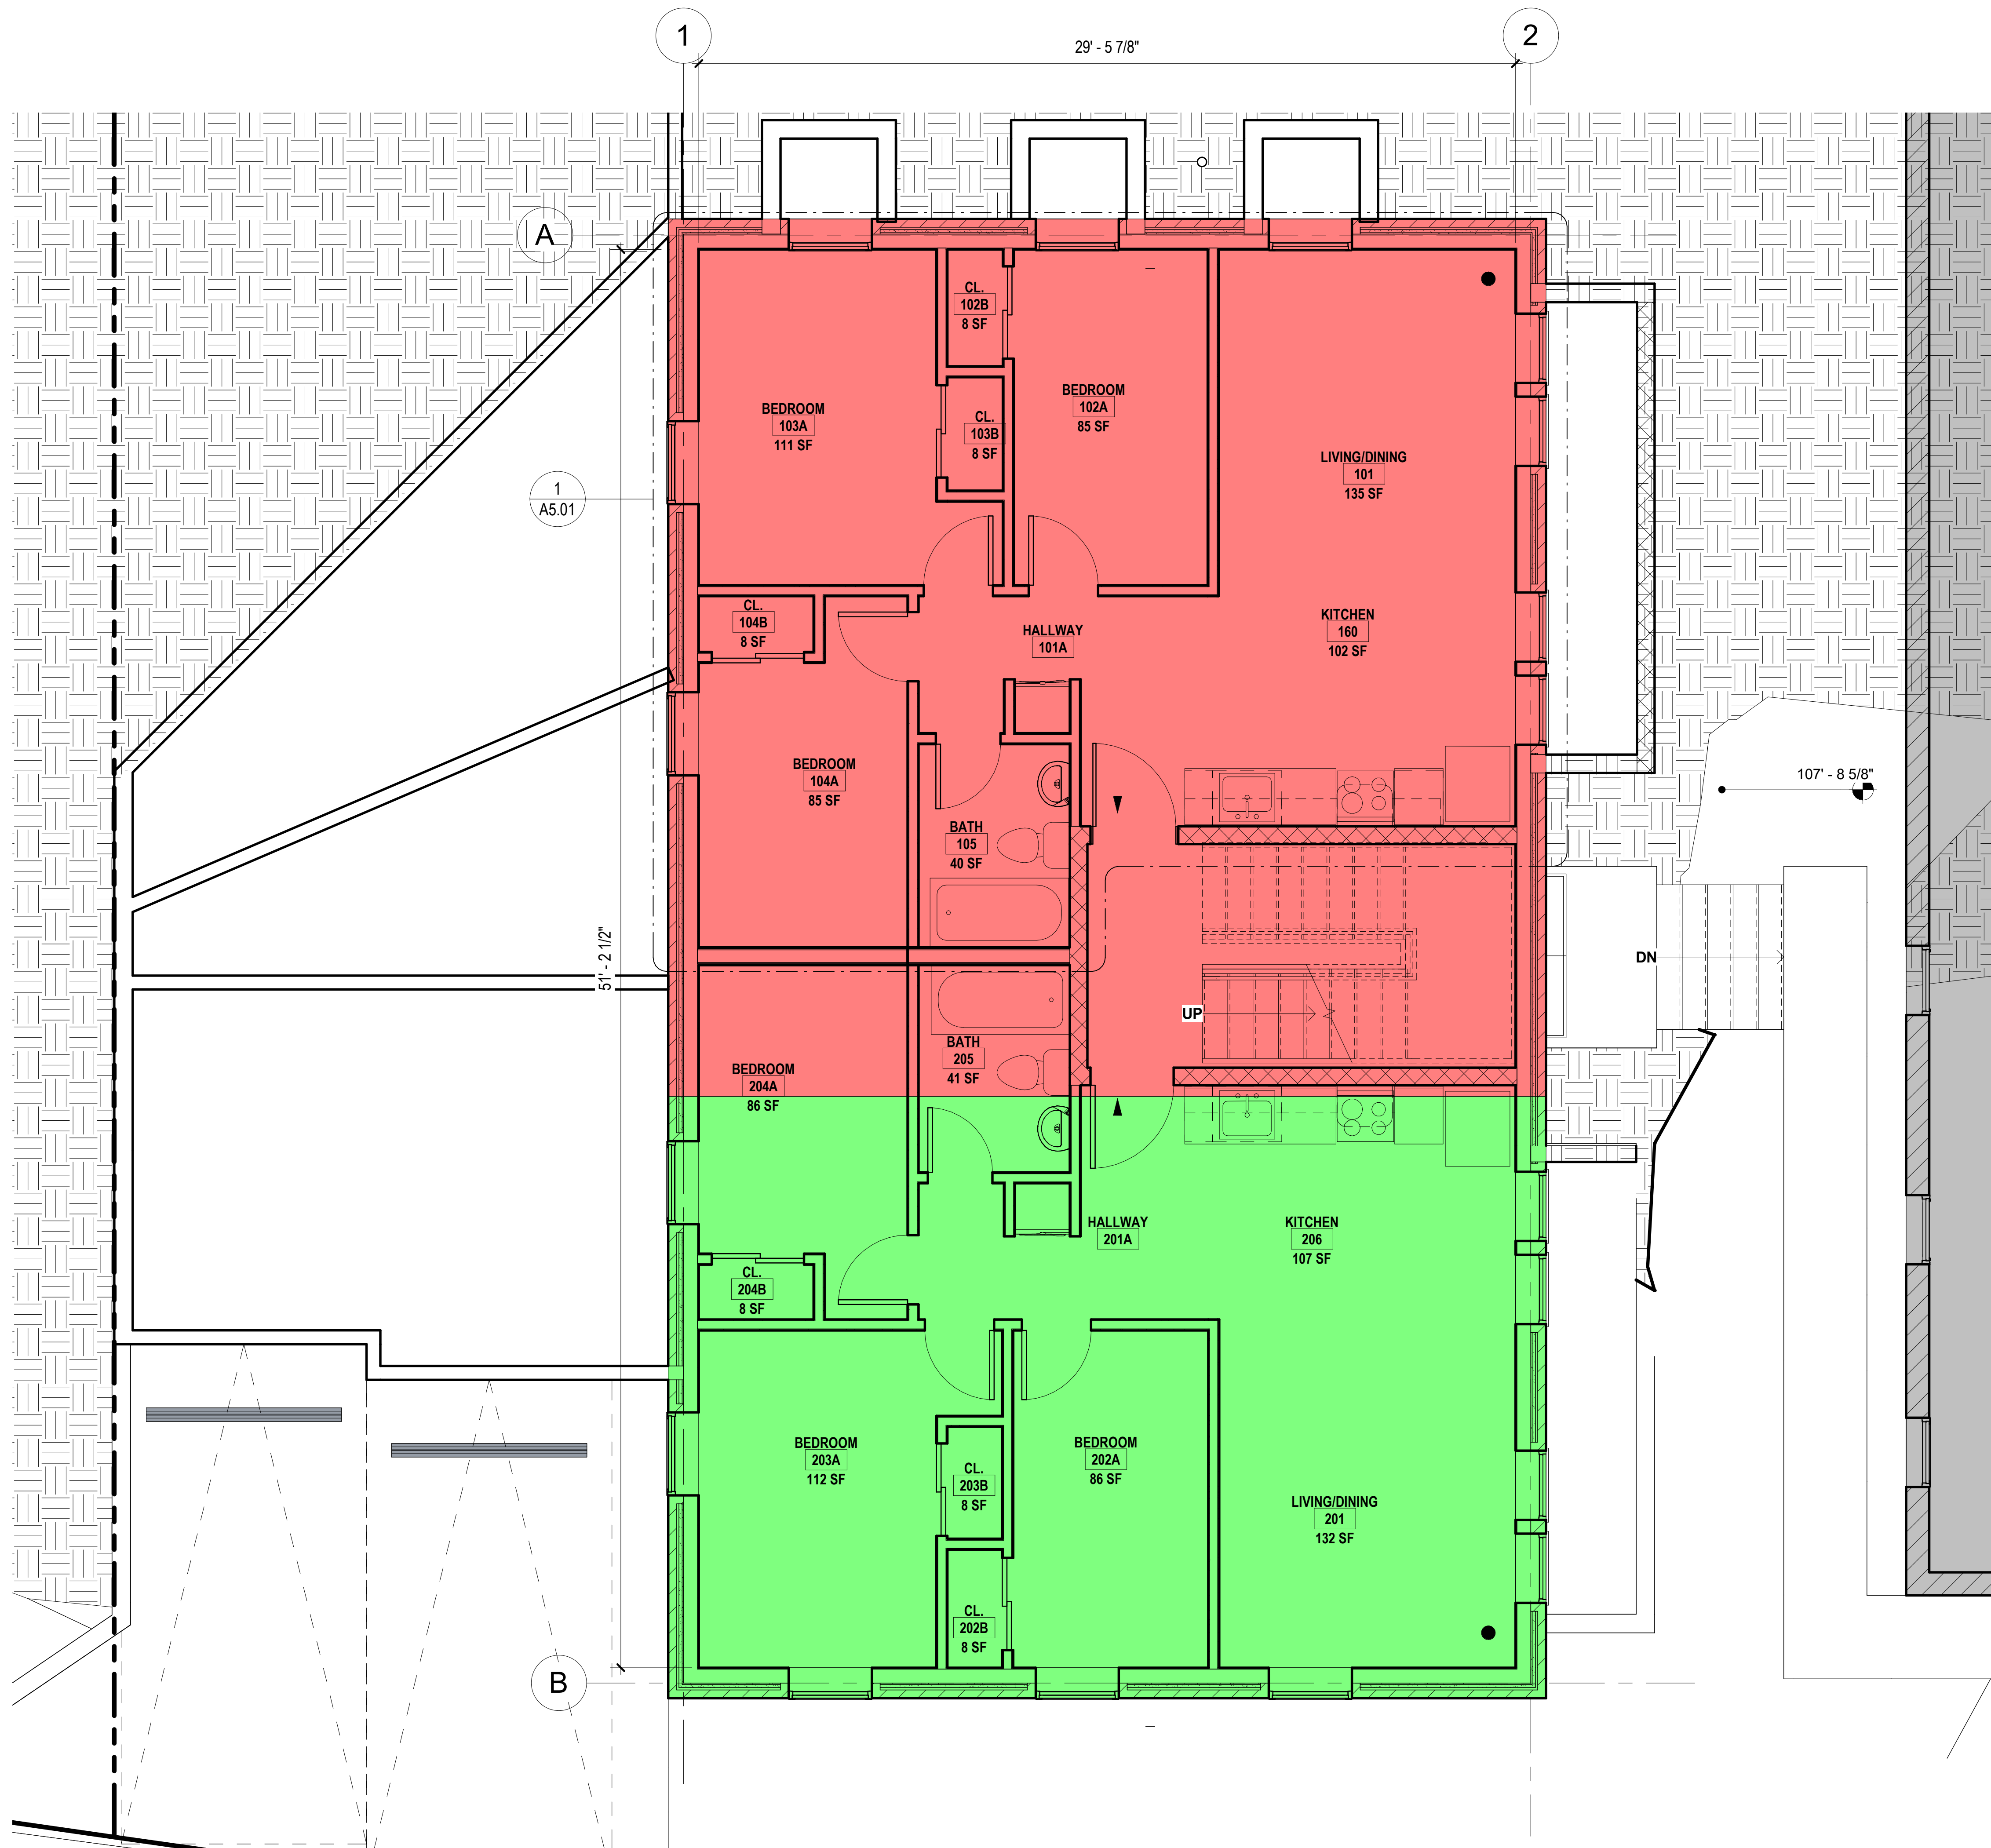 1
2
29' - 5 7/8"
A
CL.
102B
8 SF
BEDROOM
103A
111 SF
CL.
103B
8 SF
BEDROOM
102A
85 SF
LIVING/DINING
101
135 SF
1
A5.01
CL.
104B
8 SF
HALLWAY
101A
KITCHEN
160
102 SF
BEDROOM
104A
85 SF
BATH
105
40 SF
107' - 8 5/8"
51' - 2 1/2"
DN
UP
BATH
205
41 SF
BEDROOM
204A
86 SF
HALLWAY
201A
KITCHEN
206
107 SF
CL.
204B
8 SF
BEDROOM
203A
112 SF
CL.
203B
8 SF
BEDROOM
202A
86 SF
LIVING/DINING
201
132 SF
CL.
202B
8 SF
B